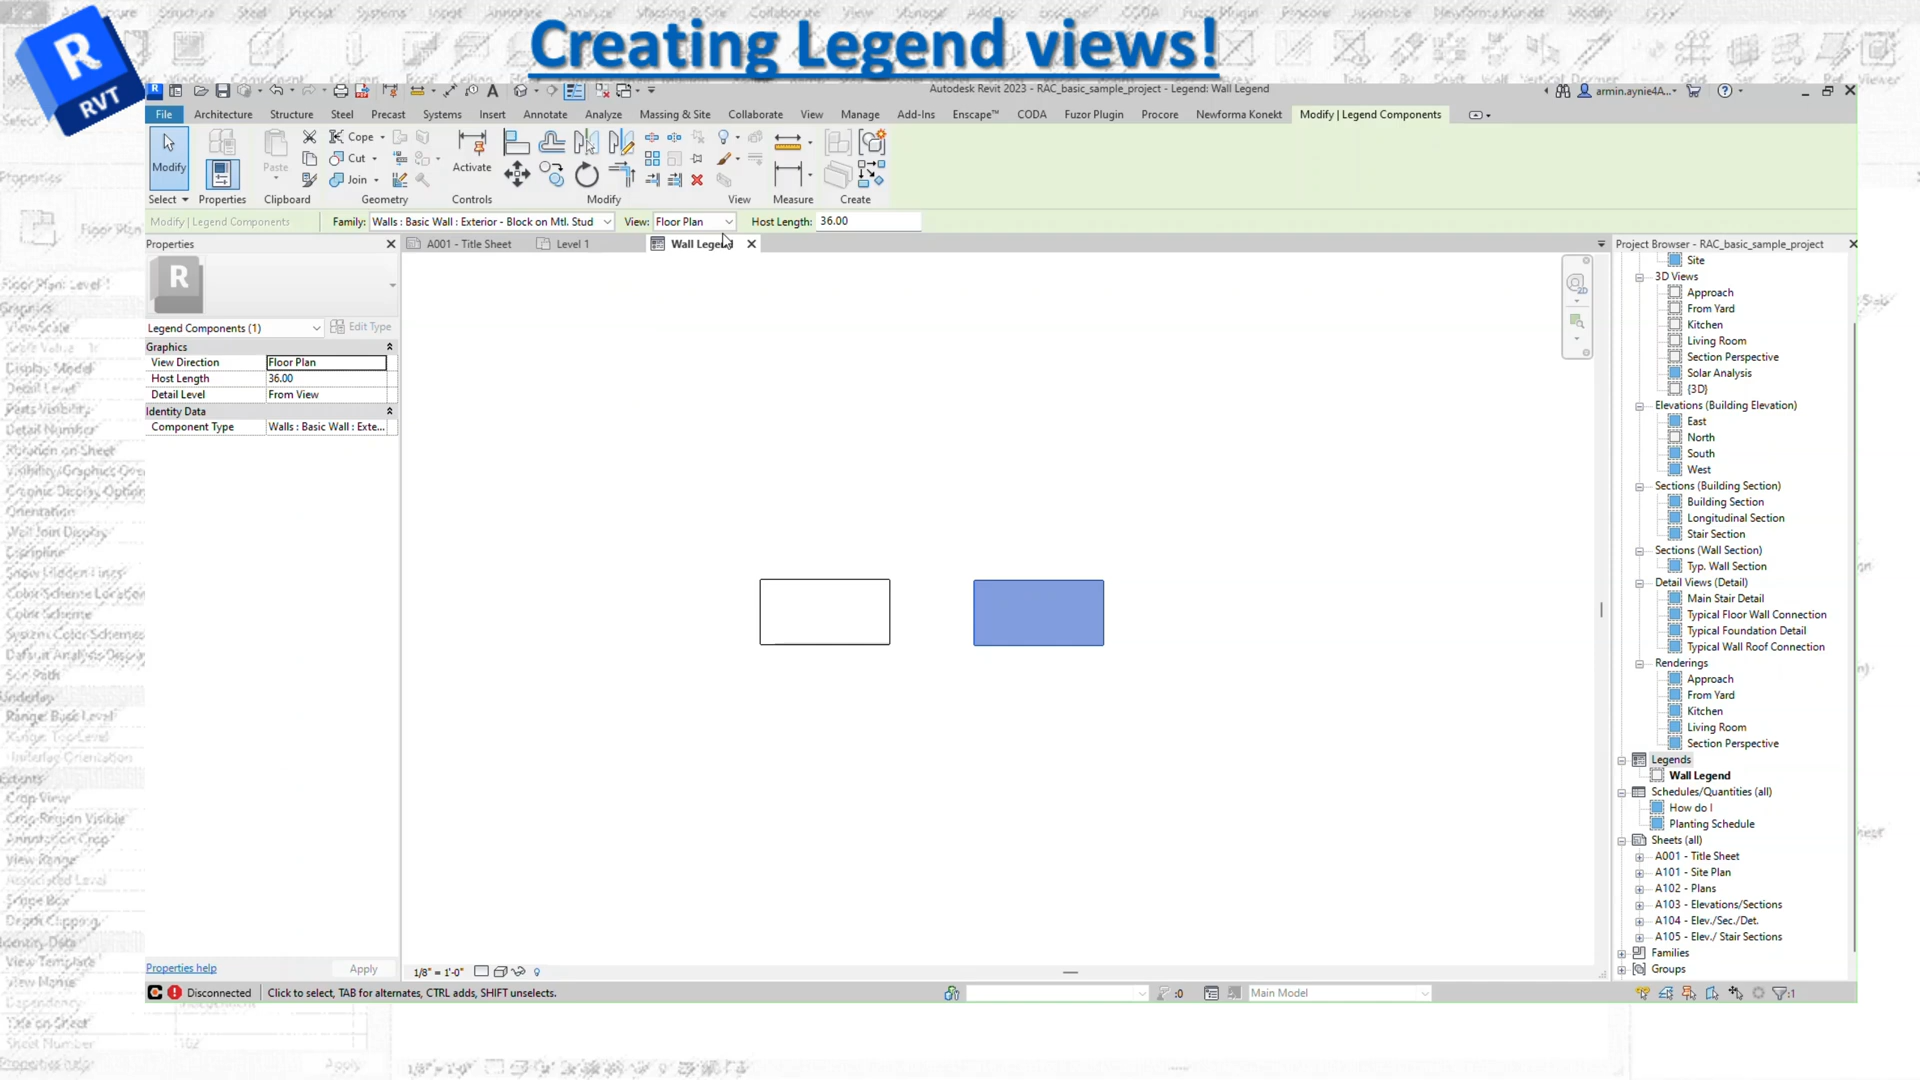 Creating Legend views!
R
RVT
Autodesk Revit 2023 - RAC_basic_sample_project - Legend: Wall Legend
armin.aynie4A...
File Architecture Structure Steel Precast Systems Insert Annotate Analyze Massing & Site Collaborate View Manage Add-Ins Enscape™ CODA Fuzor Plugin Procore Newforma Konekt Modify | Legend Components
Modify
Paste
Cope
Cut
Join
Activate
Select Properties Clipboard Geometry Controls Modify View Measure Create
Modify | Legend Components
Family: Walls : Basic Wall : Exterior - Block on Mtl. Stud View: Floor Plan Host Length: 36.00
Properties
A001 - Title Sheet Level 1 Wall Legend
Project Browser - RAC_basic_sample_project
R
Legend Components (1) Edit Type
Graphics
View Direction Floor Plan
Host Length 36.00
Detail Level From View
Identity Data
Component Type Walls : Basic Wall : Exte...
2D
Site
3D Views
Approach
From Yard
Kitchen
Living Room
Section Perspective
Solar Analysis
{3D}
Elevations (Building Elevation)
East
North
South
West
Sections (Building Section)
Building Section
Longitudinal Section
Stair Section
Sections (Wall Section)
Typ. Wall Section
Detail Views (Detail)
Main Stair Detail
Typical Floor Wall Connection
Typical Foundation Detail
Typical Wall Roof Connection
Renderings
Approach
From Yard
Kitchen
Living Room
Section Perspective
Legends
Wall Legend
Schedules/Quantities (all)
How do I
Planting Schedule
Sheets (all)
A001 - Title Sheet
A101 - Site Plan
A102 - Plans
A103 - Elevations/Sections
A104 - Elev./Sec./Det.
A105 - Elev./ Stair Sections
Families
Groups
Properties help Apply
1/8" = 1'-0"
Disconnected Click to select, TAB for alternates, CTRL adds, SHIFT unselects.
:0 Main Model :1